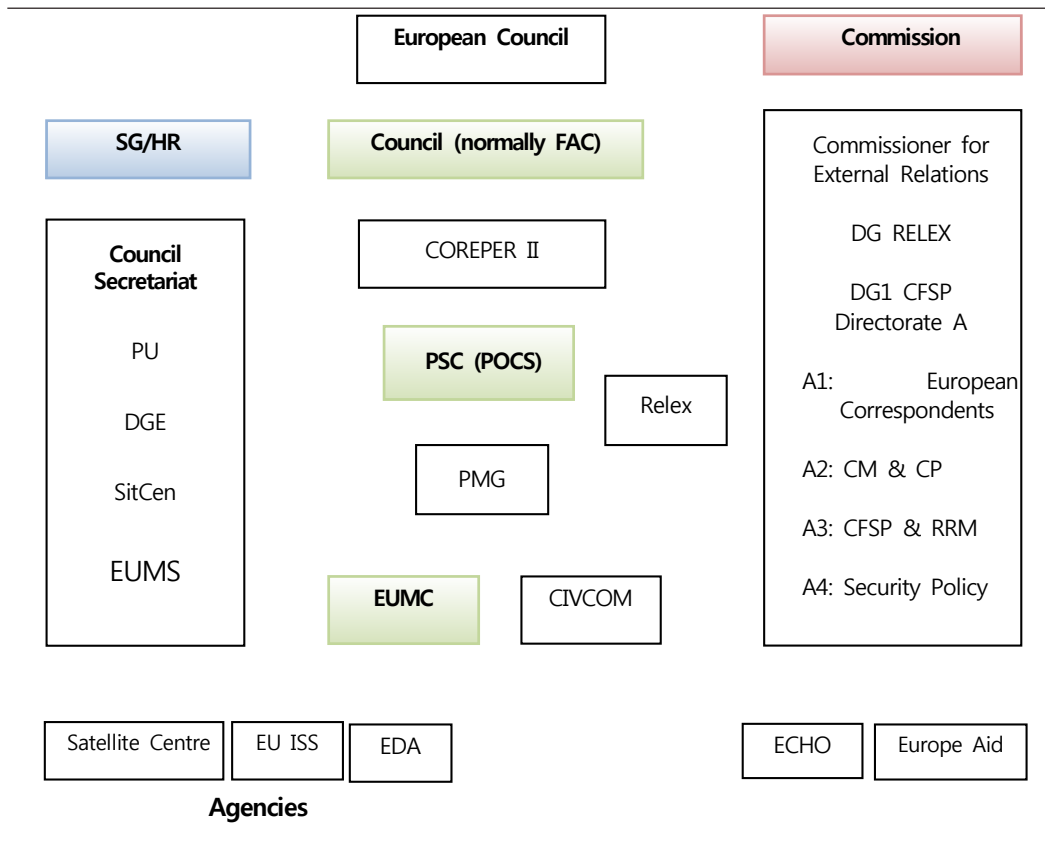 European Council
Commission
SG/HR
Council (normally FAC)
Commissioner for
External Relations
DG RELEX
DG1 CFSP
Directorate A
A1: European
Correspondents
A2: CM & CP
A3: CFSP & RRM
A4: Security Policy
Council
Secretariat
PU
DGE
SitCen
EUMS
COREPER Ⅱ
PSC (POCS)
Relex
PMG
EUMC
CIVCOM
Satellite Centre
EU ISS
EDA
ECHO
Europe Aid
Agencies